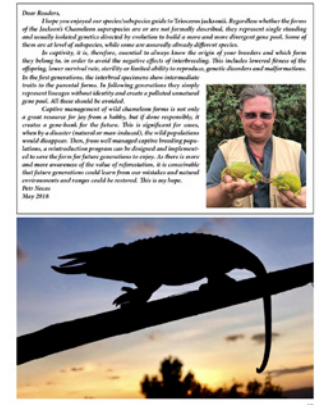 Dear Readers,
I hope you enjoyed our species/subspecies guide to Trioceros jacksonii. Regardless whether the forms
of the Jackson's Chameleon superspecies are or are not formally described, they represent single standing
and usually isolated genetics directed by evolution to build a more and more divergent gene pool. Some of
them are at level of subspecies, while some are assuredly already different species.
In captivity, it is, therefore, essential to always know the origin of your breeders and which form
they belong to, in order to avoid the negative effects of interbreeding. This includes lowered fitness of the
offspring, lower survival rate, sterility or limited ability to reproduce, genetic disorders and malformations.
In the first generations, the interbred specimens show intermediate
traits to the parental forms. In following generations they simply
represent lineages without identity and create a polluted unnatural
gene pool. All these should be avoided.
Captive management of wild chameleon forms is not only
a great resource for joy from a hobby, but if done responsibly, it
creates a gene-book for the future. This is significant for cases,
when by a disaster (natural or man-induced), the wild populations
would disappear. Then, from well managed captive breeding popu-
lations, a reintroduction program can be designed and implement-
ed to save the form for future generations to enjoy. As there is more
and more awareness of the value of reforestation, it is conceivable
that future generations could learn from our mistakes and natural
environments and ranges could be restored. This is my hope.
Petr Necas
May 2018